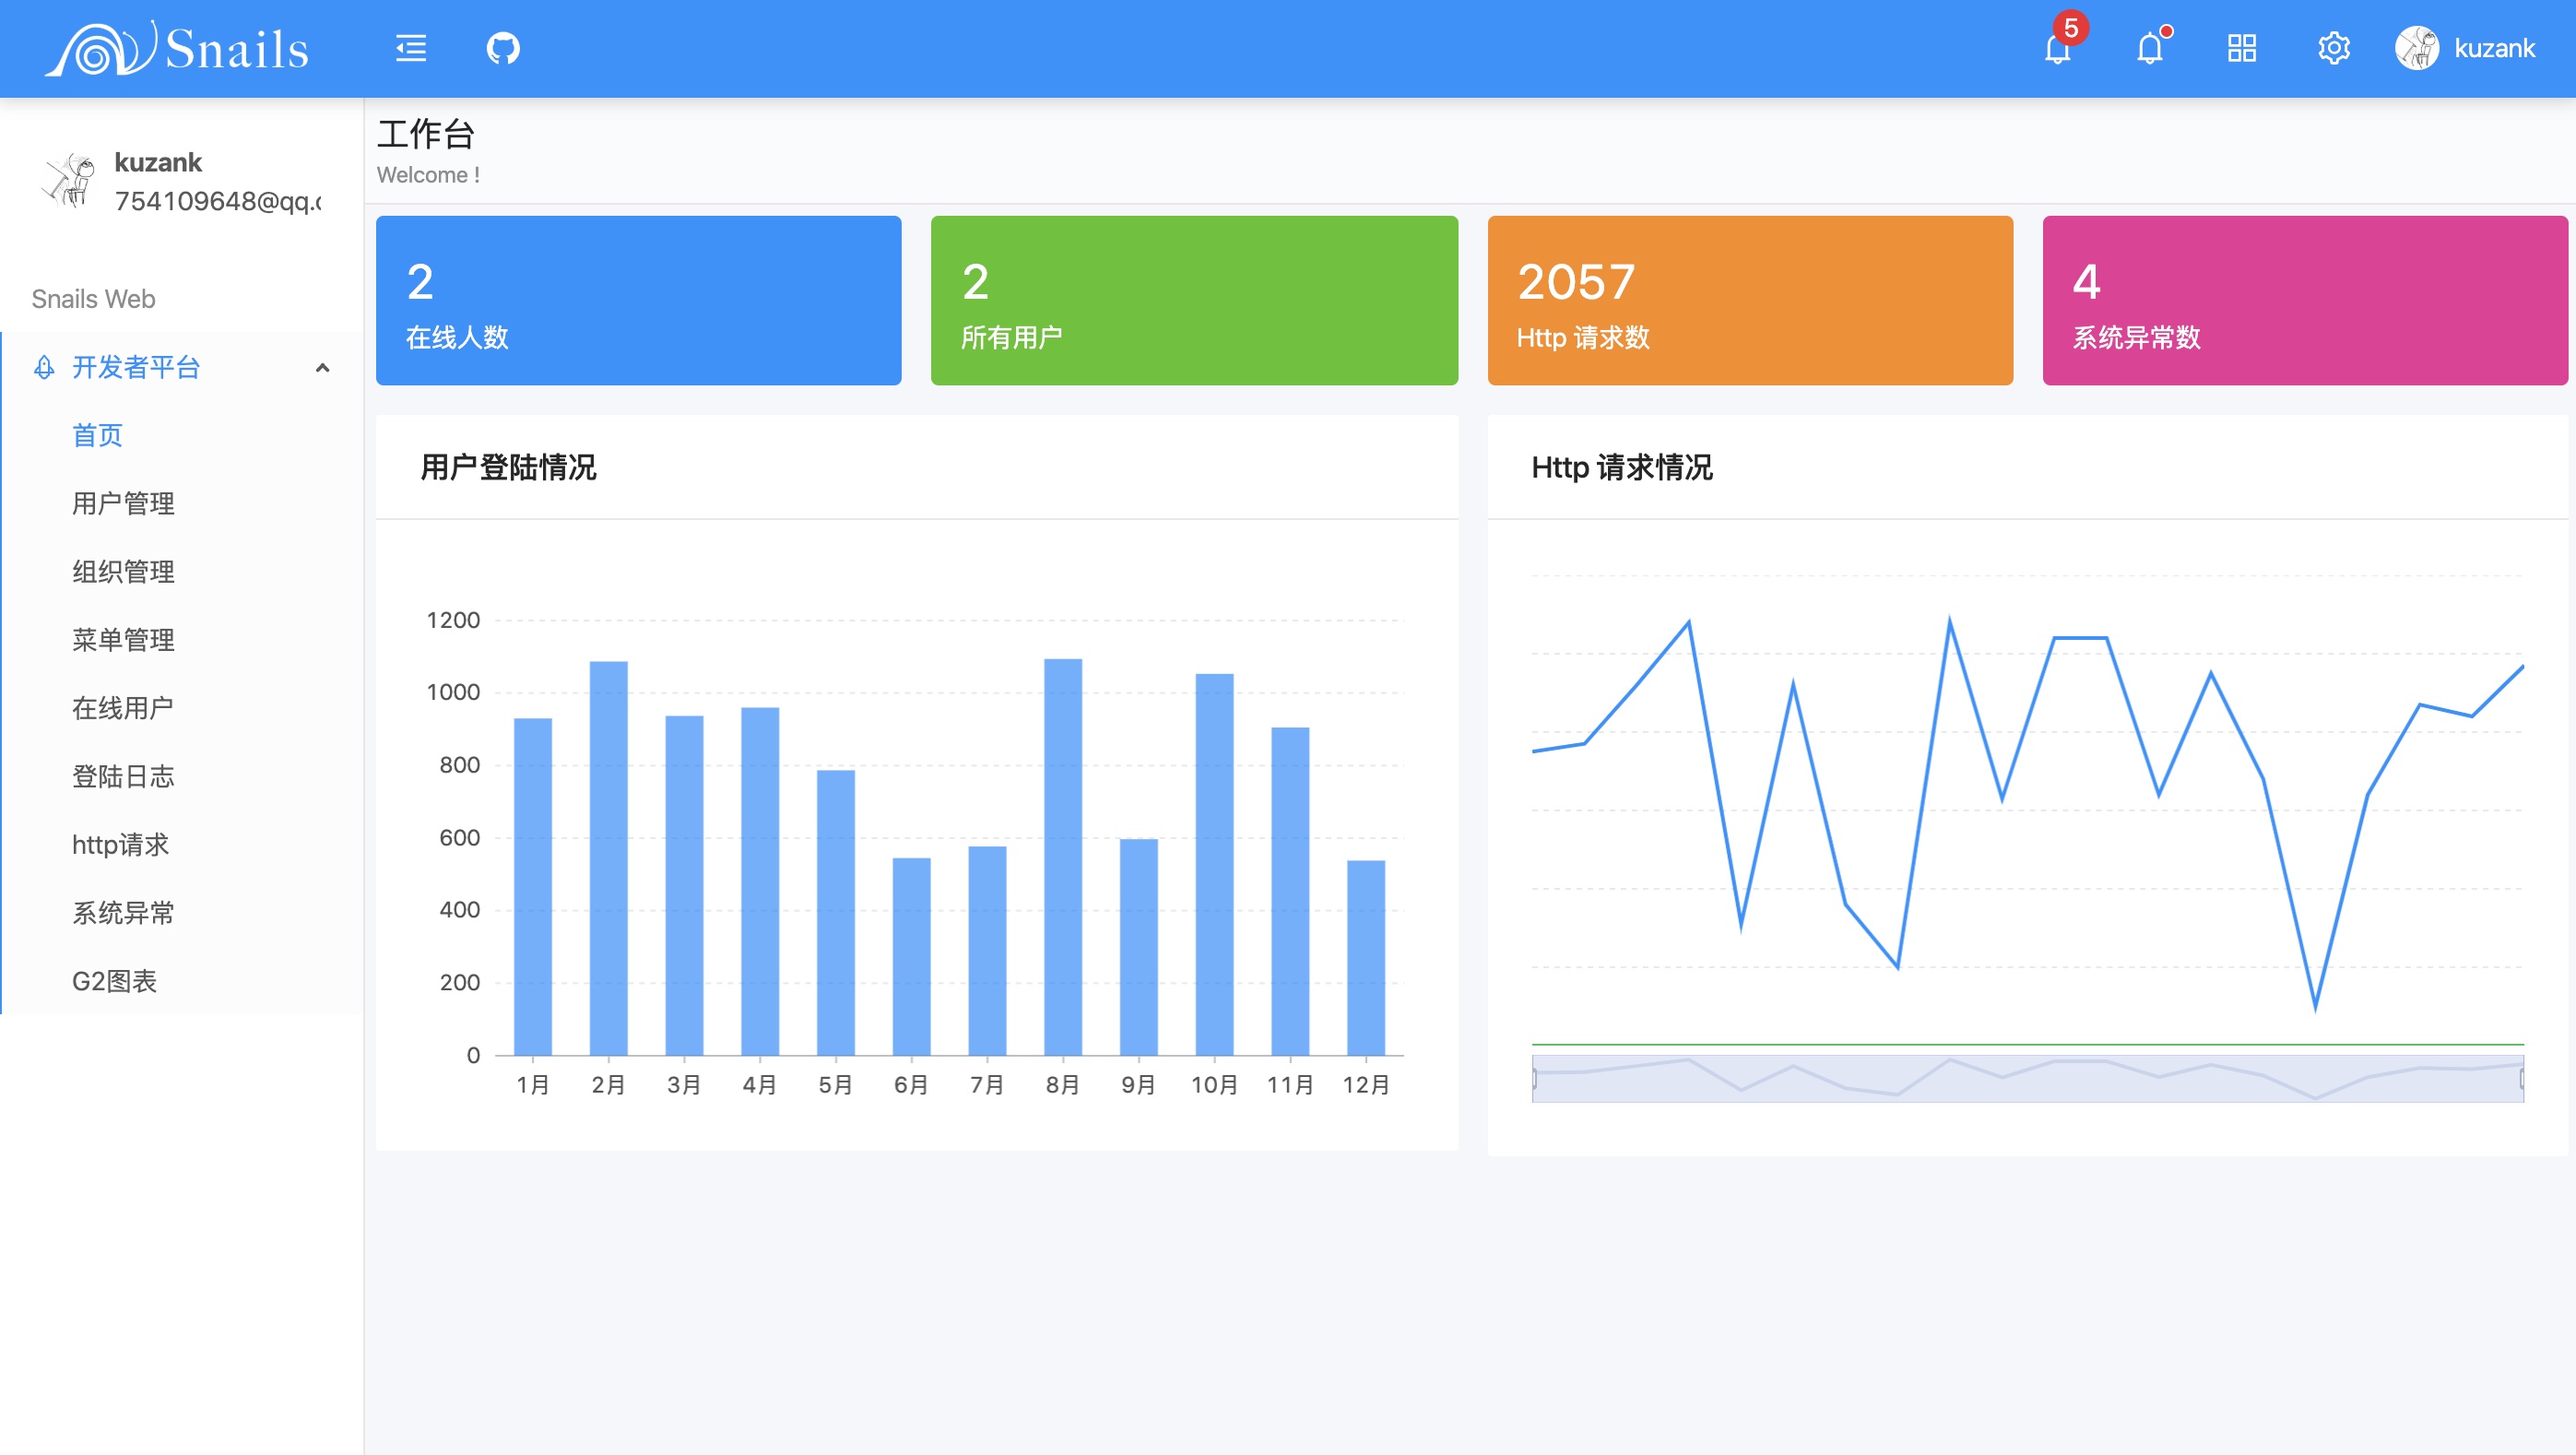 Snails
5
kuzank
kuzank
754109648@qq.c
Snails Web
开发者平台
首页
用户管理
组织管理
菜单管理
在线用户
登陆日志
http请求
系统异常
G2图表
工作台
Welcome !
2
在线人数
2
所有用户
2057
Http 请求数
4
系统异常数
用户登陆情况
1200
1000
800
600
400
200
0
1月 2月 3月 4月 5月 6月 7月 8月 9月 10月 11月 12月
Http 请求情况